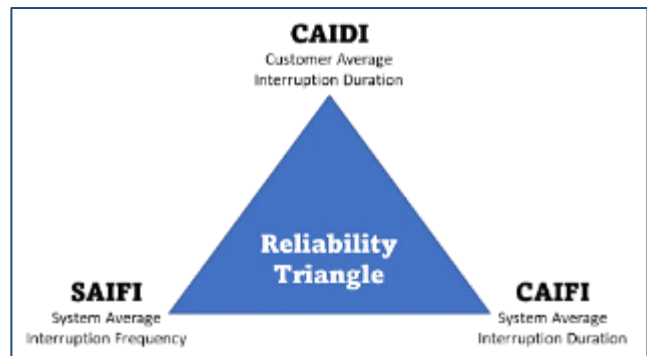 CAIDI
Customer Average
Interruption Duration
Reliability
Triangle
SAIFI
System Average
Interruption Frequency
CAIFI
System Average
Interruption Duration